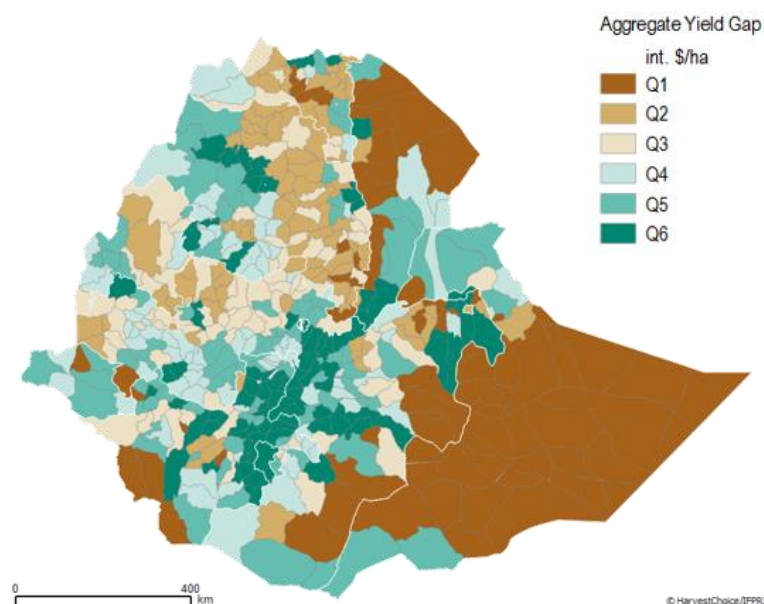 Aggregate Yield Gap
int. $/ha
Q1
Q2
Q3
Q4
Q5
Q6
0 400
km
© HarvestChoice/IFPRI